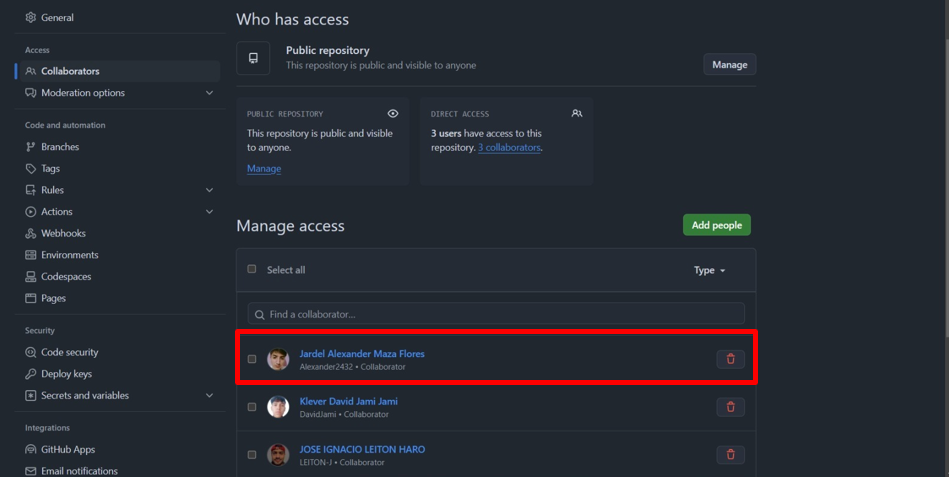 General
Access
Collaborators
Moderation options
Code and automation
Branches
Tags
Rules
Actions
Webhooks
Environments
Codespaces
Pages
Security
Code security
Deploy keys
Secrets and variables
Integrations
GitHub Apps
Email notifications
Who has access
Public repository
This repository is public and visible to anyone
Manage
PUBLIC REPOSITORY
This repository is public and visible
to anyone.
Manage
DIRECT ACCESS
3 users have access to this
repository. 3 collaborators.
Manage access
Add people
Select all
Type
Find a collaborator...
Jardel Alexander Maza Flores
Alexander2432 • Collaborator
Klever David Jami Jami
DavidJami • Collaborator
JOSE IGNACIO LEITON HARO
LEITON-J • Collaborator